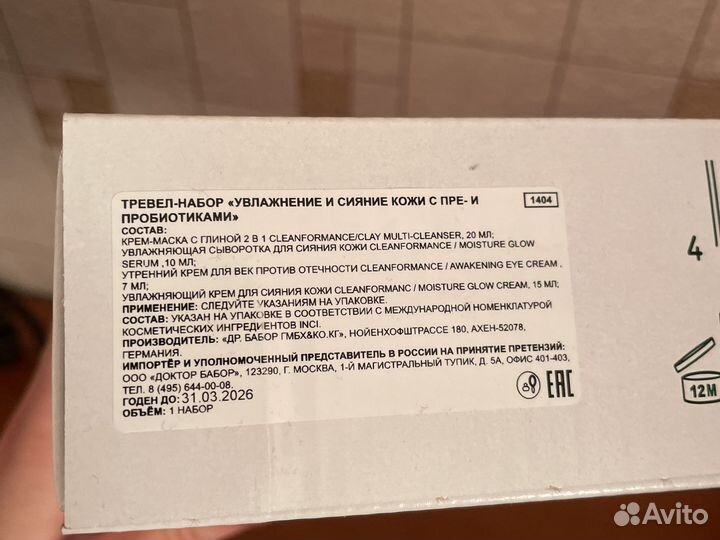 ТРЕВЕЛ-НАБОР «УВЛАЖНЕНИЕ И СИЯНИЕ КОЖИ С ПРЕ- И
1404
ПРОБИОТИКАМИ»
СОСТАВ:
КРЕМ-МАСКА С ГЛИНОЙ 2 В 1 CLEANFORMANCE/CLAY MULTI-CLEANSER, 20 МЛ;
УВЛАЖНЯЮЩАЯ СЫВОРОТКА ДЛЯ СИЯНИЯ КОЖИ CLEANFORMANCE / MOISTURE GLOW
SERUM ,10 МЛ;
УТРЕННИЙ КРЕМ ДЛЯ ВЕК ПРОТИВ ОТЕЧНОСТИ CLEANFORMANCE / AWAKENING EYE CREAM ,
7 МЛ;
УВЛАЖНЯЮЩИЙ КРЕМ ДЛЯ СИЯНИЯ КОЖИ CLEANFORMANC / MOISTURE GLOW CREAM, 15 МЛ;
ПРИМЕНЕНИЕ: СЛЕДУЙТЕ УКАЗАНИЯМ НА УПАКОВКЕ.
СОСТАВ: УКАЗАН НА УПАКОВКЕ В СООТВЕТСТВИИ С МЕЖДУНАРОДНОЙ НОМЕНКЛАТУРОЙ
КОСМЕТИЧЕСКИХ ИНГРЕДИЕНТОВ INCI.
ПРОИЗВОДИТЕЛЬ: «ДР. БАБОР ГМБХ&КО.КГ», НОЙЕНХОФШТРАССЕ 180, АХЕН-52078,
ГЕРМАНИЯ.
ИМПОРТЁР И УПОЛНОМОЧЕННЫЙ ПРЕДСТАВИТЕЛЬ В РОССИИ НА ПРИНЯТИЕ ПРЕТЕНЗИЙ:
ООО «ДОКТОР БАБОР», 123290, Г. МОСКВА, 1-Й МАГИСТРАЛЬНЫЙ ТУПИК, Д. 5А, ОФИС 401-403,
ТЕЛ. 8 (495) 644-00-08.
ГОДЕН ДО: 31.03.2026
ОБЪЁМ: 1 НАБОР
EAC
4
12M
Avito